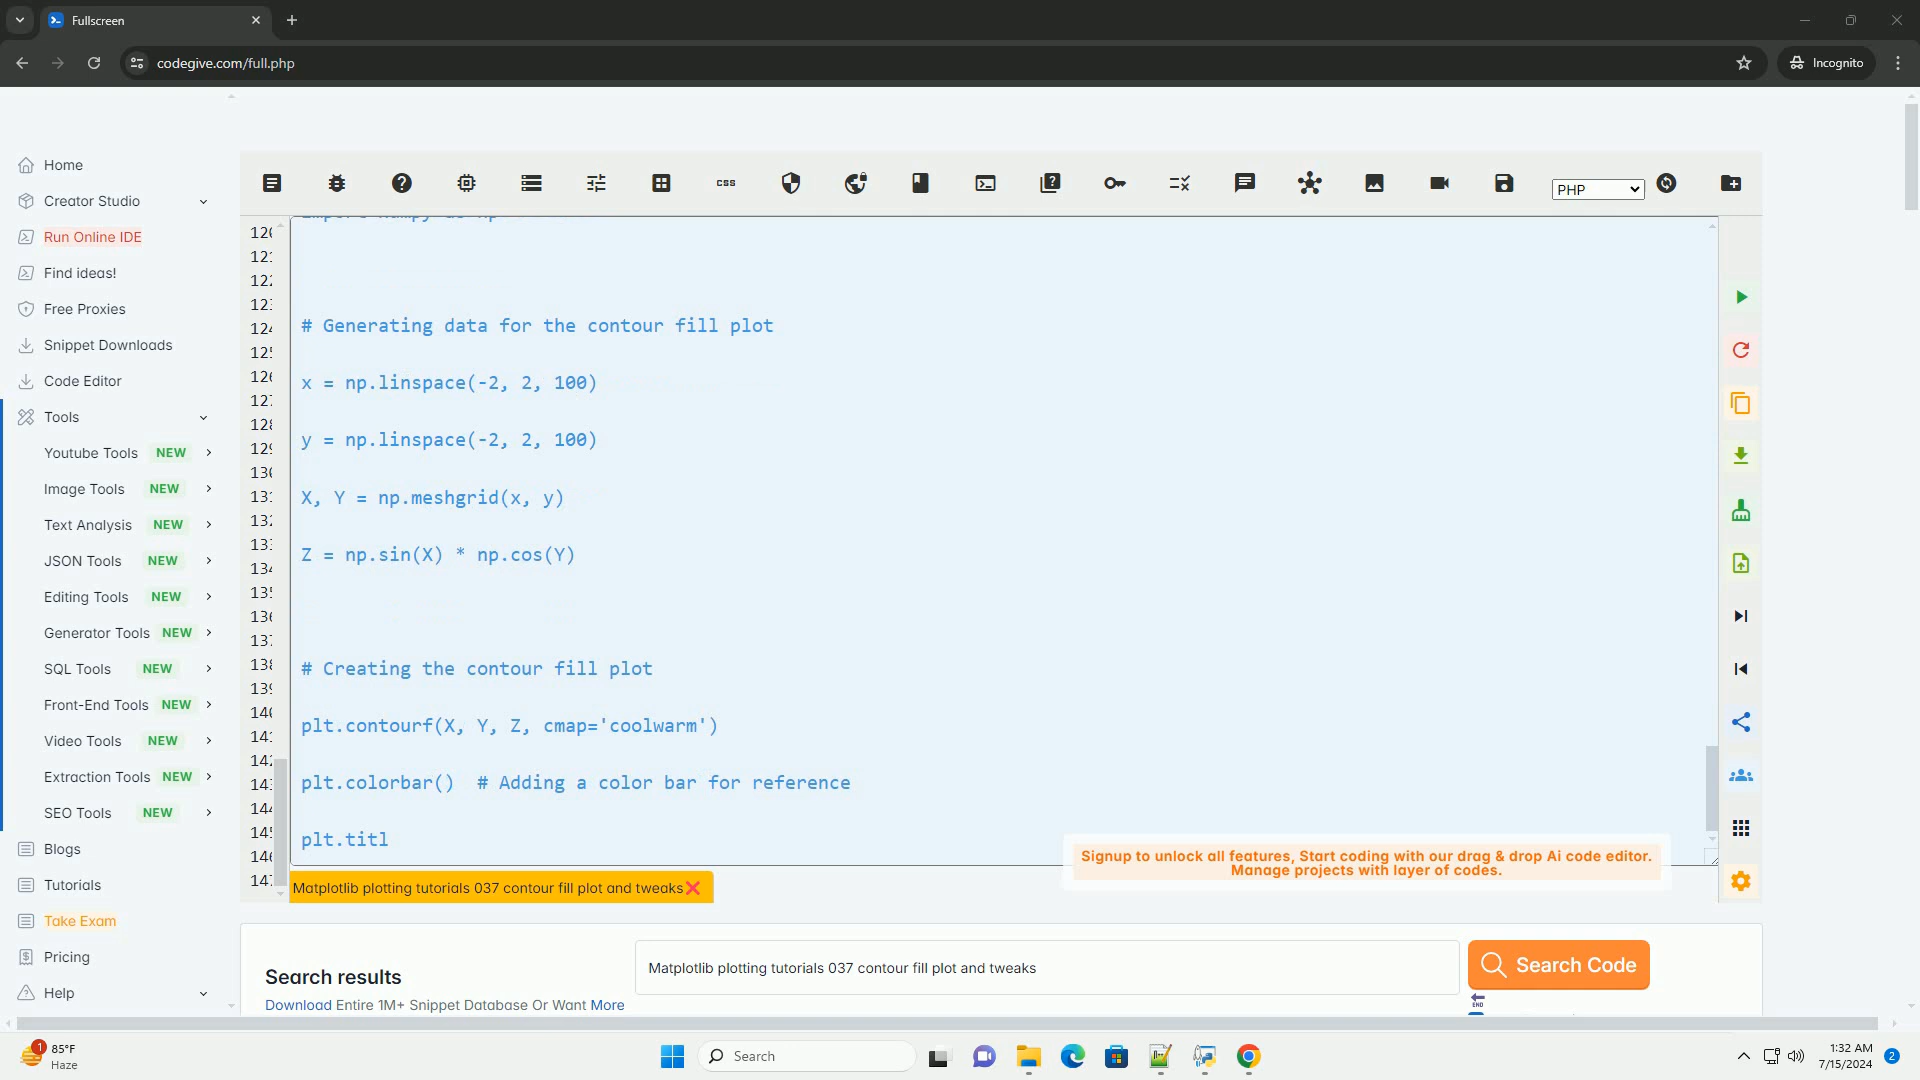 Fullscreen
codegive.com/full.php
Incognito
Home
Creator Studio
Run Online IDE
Find ideas!
Free Proxies
Snippet Downloads
Code Editor
Tools
Youtube Tools NEW
Image Tools NEW
Text Analysis NEW
JSON Tools NEW
Editing Tools NEW
Generator Tools NEW
SQL Tools NEW
Front-End Tools NEW
Video Tools NEW
Extraction Tools NEW
SEO Tools NEW
Blogs
Tutorials
Take Exam
Pricing
Help
css
PHP
# Generating data for the contour fill plot
x = np.linspace(-2, 2, 100)
y = np.linspace(-2, 2, 100)
X, Y = np.meshgrid(x, y)
Z = np.sin(X) * np.cos(Y)
# Creating the contour fill plot
plt.contourf(X, Y, Z, cmap='coolwarm')
plt.colorbar()  # Adding a color bar for reference
plt.titl
Signup to unlock all features, Start coding with our drag & drop Ai code editor.
Manage projects with layer of codes.
Matplotlib plotting tutorials 037 contour fill plot and tweaks
Search results
Download Entire 1M+ Snippet Database Or Want More
Matplotlib plotting tutorials 037 contour fill plot and tweaks
Search Code
END
1
85°F
Haze
Search
1:32 AM
7/15/2024
2